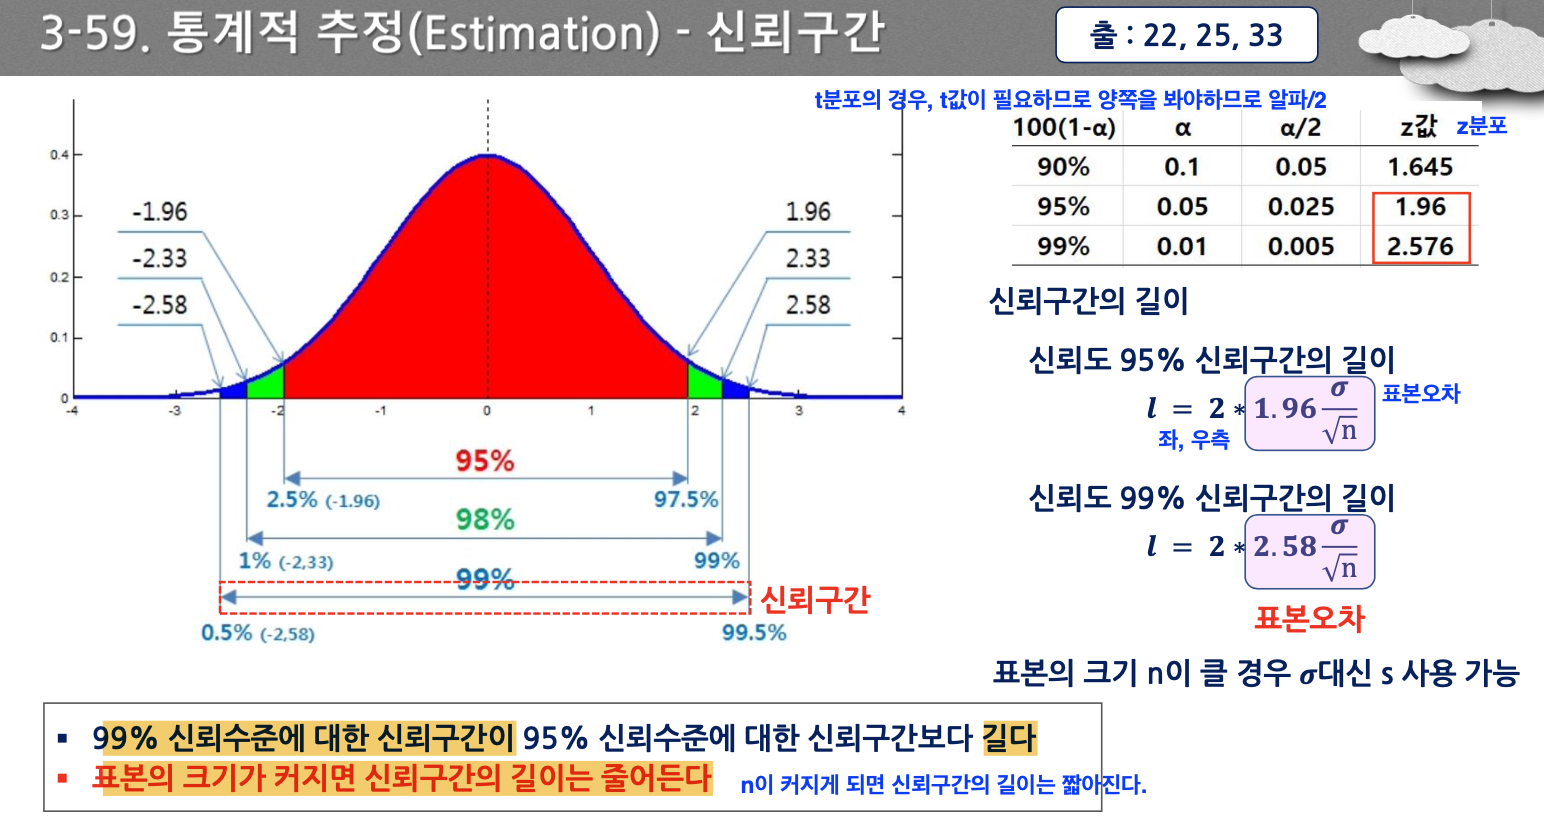 3-59. 통계적 추정(Estimation) - 신뢰구간
출 : 22, 25, 33
t분포의 경우, t값이 필요하므로 양쪽을 봐야하므로 알파/2
100(1-α) α α/2 z값 z분포
90% 0.1 0.05 1.645
95% 0.05 0.025 1.96
99% 0.01 0.005 2.576
0.4
0.3
0.2
0.1
0
-4 -3 -2 -1 0 1 2 3 4
-1.96
-2.33
-2.58
1.96
2.33
2.58
95%
2.5% (-1.96) 97.5%
98%
1% (-2,33) 99%
99%
신뢰구간
0.5% (-2,58) 99.5%
신뢰구간의 길이
신뢰도 95% 신뢰구간의 길이
l = 2 * 1.96 σ/√n 표본오차
좌, 우측
신뢰도 99% 신뢰구간의 길이
l = 2 * 2.58 σ/√n
표본오차
표본의 크기 n이 클 경우 σ대신 s 사용 가능
▪ 99% 신뢰수준에 대한 신뢰구간이 95% 신뢰수준에 대한 신뢰구간보다 길다
▪ 표본의 크기가 커지면 신뢰구간의 길이는 줄어든다 n이 커지게 되면 신뢰구간의 길이는 짧아진다.